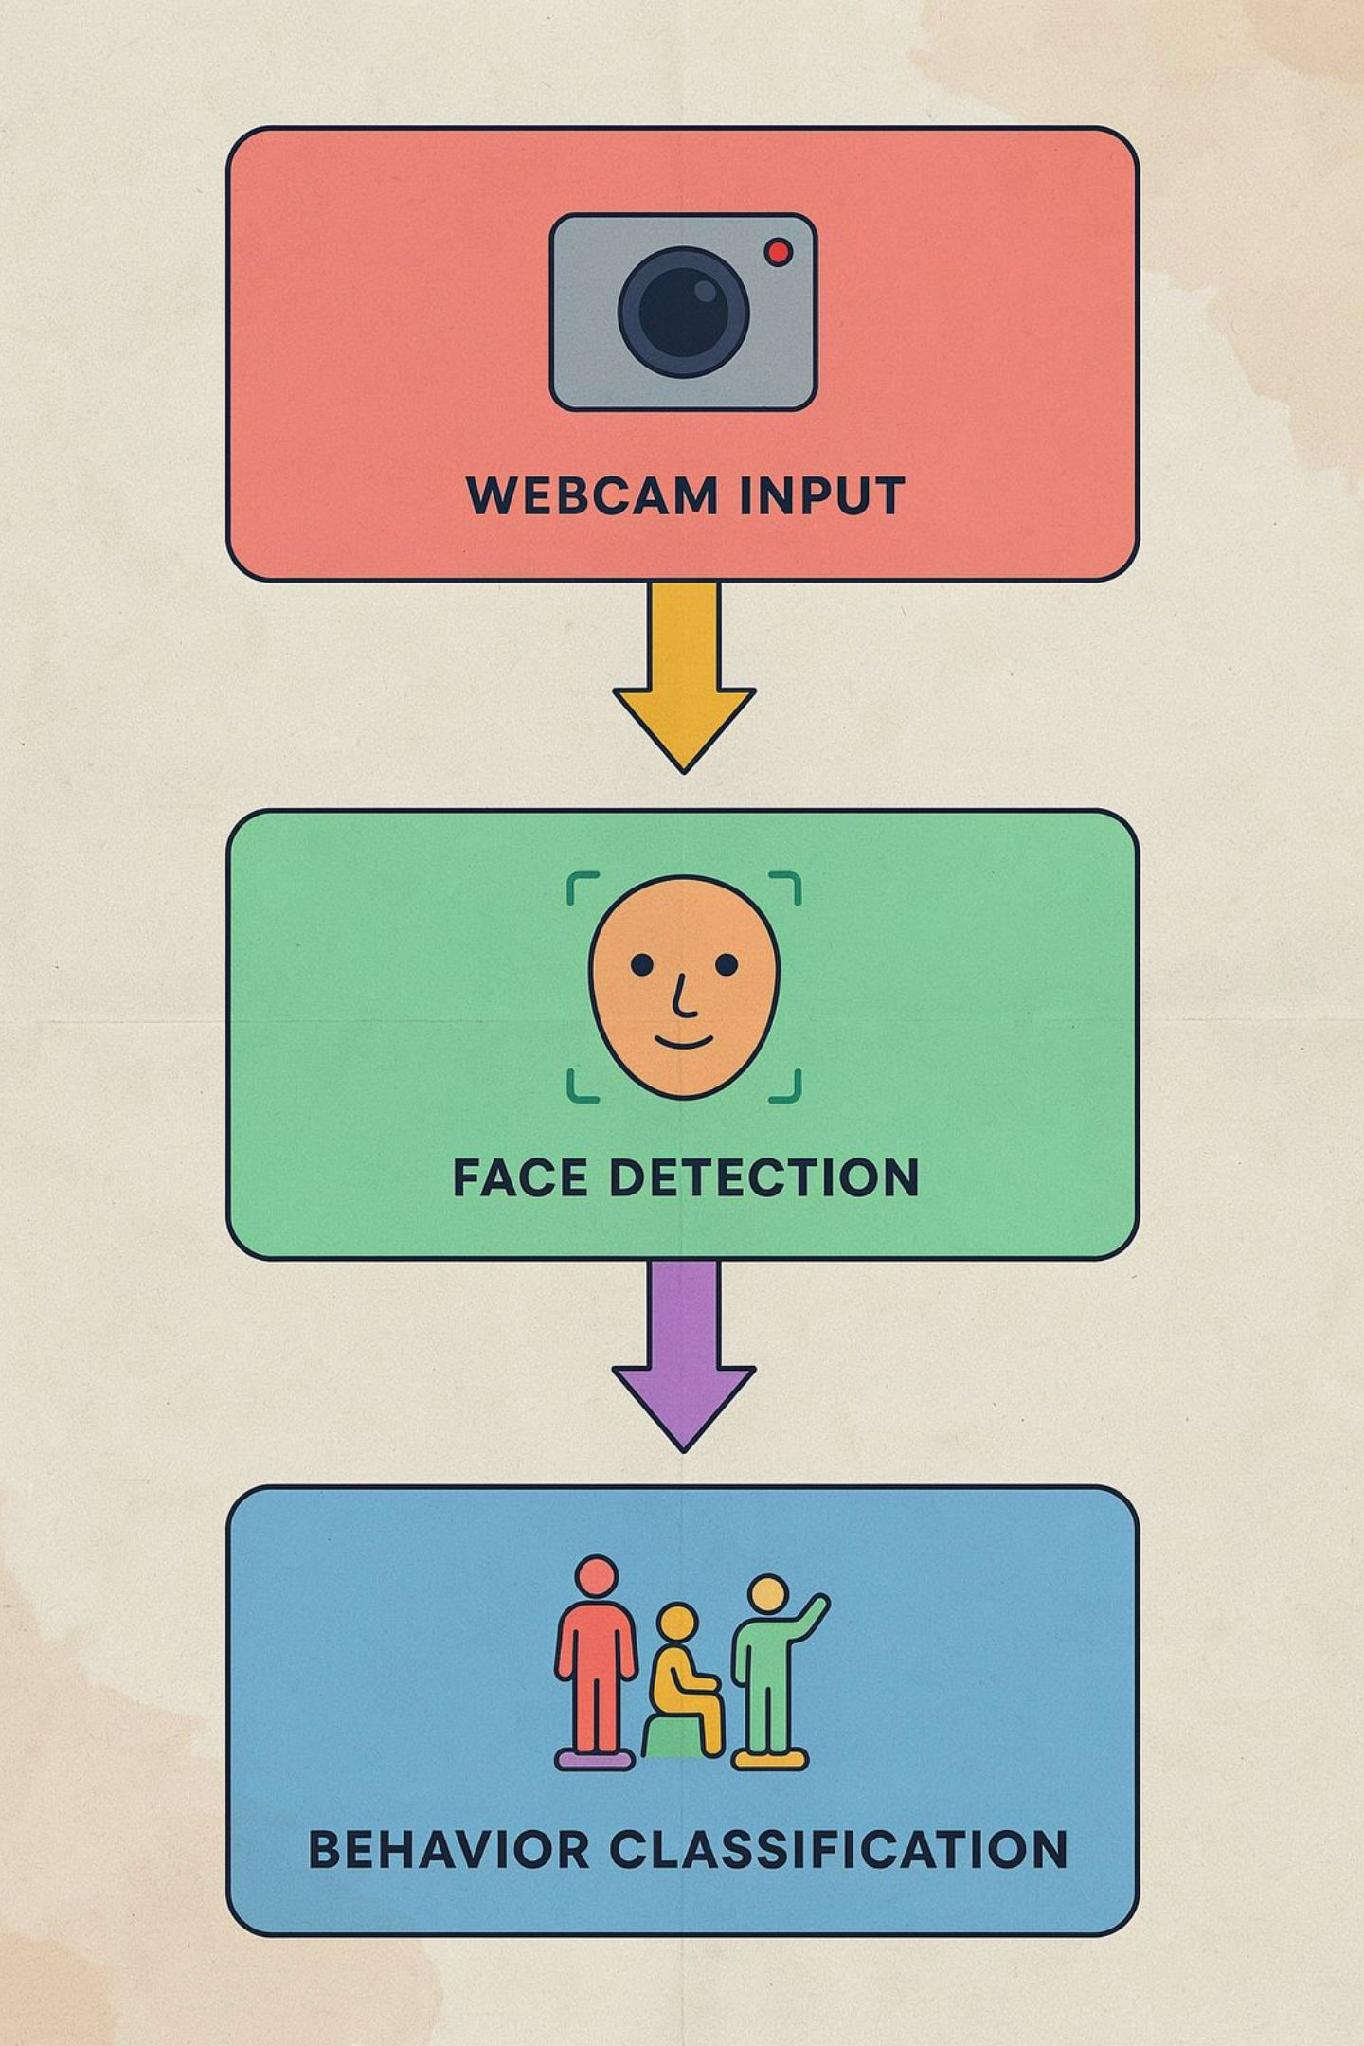 WEBCAM INPUT
FACE DETECTION
BEHAVIOR CLASSIFICATION